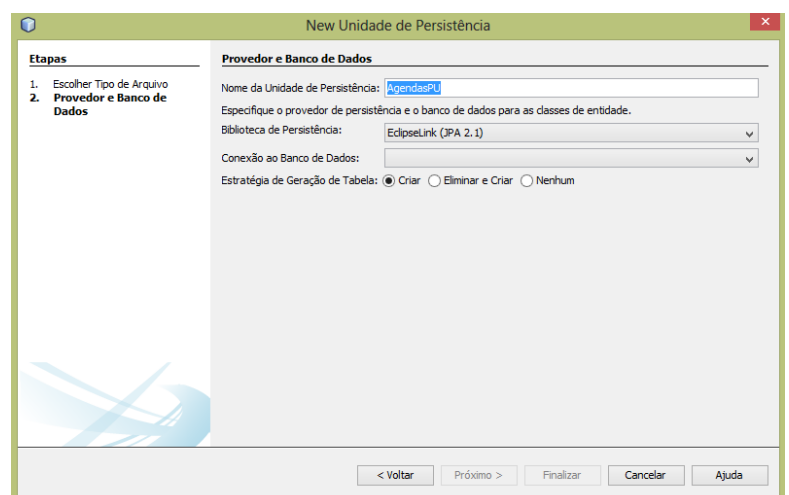 New Unidade de Persistência
Etapas
1. Escolher Tipo de Arquivo
2. Provedor e Banco de
Dados
Provedor e Banco de Dados
Nome da Unidade de Persistência: AgendasPU
Especifique o provedor de persistência e o banco de dados para as classes de entidade.
Biblioteca de Persistência: EclipseLink (JPA 2.1)
Conexão ao Banco de Dados:
Estratégia de Geração de Tabela: Criar Eliminar e Criar Nenhum
< Voltar Próximo > Finalizar Cancelar Ajuda